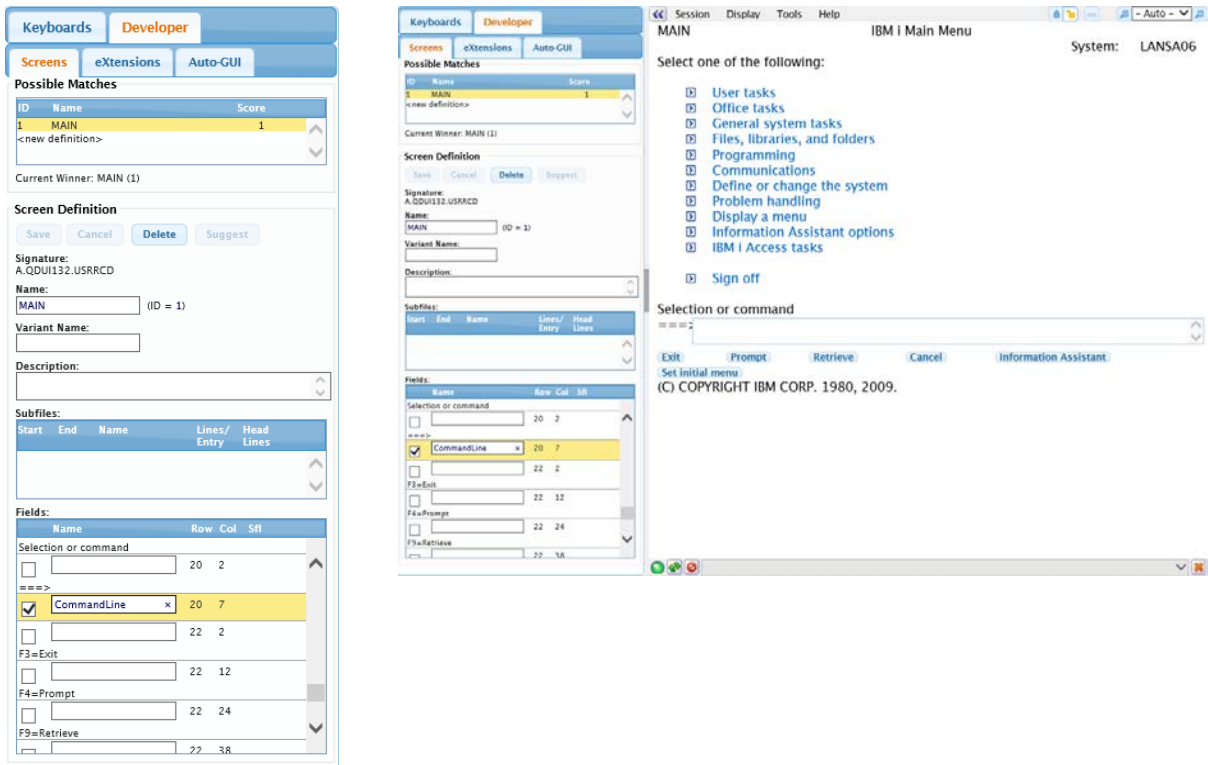 Keyboards Developer
Screens eXtensions Auto-GUI
Possible Matches
ID Name Score
1 MAIN 1
<new definition>
Current Winner: MAIN (1)
Screen Definition
Save Cancel Delete Suggest
Signature:
A.QDUI132.USRRCD
Name:
MAIN (ID = 1)
Variant Name:
Description:
Subfiles:
Start End Name Lines/ Head
Entry Lines
Fields:
Name Row Col Sfl
Selection or command
20 2
===>
CommandLine × 20 7
22 2
F3=Exit
22 12
F4=Prompt
22 24
F9=Retrieve
22 38
Keyboards Developer
Screens eXtensions Auto-GUI
Possible Matches
ID Name Score
1 MAIN 1
<new definition>
Current Winner: MAIN (1)
Screen Definition
Save Cancel Delete Suggest
Signature:
A.QDUI132.USRRCD
Name:
MAIN (ID = 1)
Variant Name:
Description:
Subfiles:
Start End Name Lines/ Head
Entry Lines
Fields:
Name Row Col Sfl
Selection or command
20 2
===>
CommandLine × 20 7
22 2
F3=Exit
22 12
F4=Prompt
22 24
F9=Retrieve
22 38
Session Display Tools Help - Auto -
MAIN IBM i Main Menu
System: LANSA06
Select one of the following:
User tasks
Office tasks
General system tasks
Files, libraries, and folders
Programming
Communications
Define or change the system
Problem handling
Display a menu
Information Assistant options
IBM i Access tasks
Sign off
Selection or command
===>
Exit Prompt Retrieve Cancel Information Assistant
Set initial menu
(C) COPYRIGHT IBM CORP. 1980, 2009.